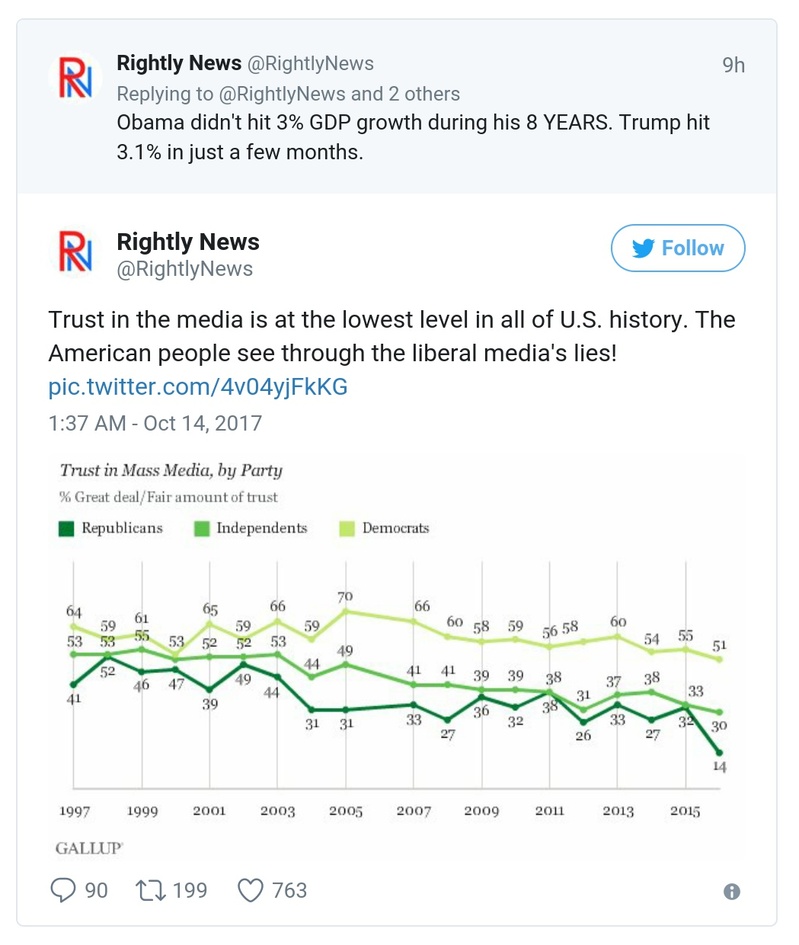 Rightly News @RightlyNews 9h
Replying to @RightlyNews and 2 others
Obama didn't hit 3% GDP growth during his 8 YEARS. Trump hit
3.1% in just a few months.
Rightly News
@RightlyNews
Follow
Trust in the media is at the lowest level in all of U.S. history. The
American people see through the liberal media's lies!
pic.twitter.com/4v04yjFkKG
1:37 AM - Oct 14, 2017
Trust in Mass Media, by Party
% Great deal/Fair amount of trust
Republicans Independents Democrats
64 59 61 53 65 59 66 59 70 66 60 58 59 56 58 60 54 55 51
53 53 55 52 52 53 44 49 41 41 39 39 38 31 37 38 33 30
41 52 46 47 39 49 44 31 31 33 27 36 32 38 26 33 27 32 14
1997 1999 2001 2003 2005 2007 2009 2011 2013 2015
GALLUP
90 199 763